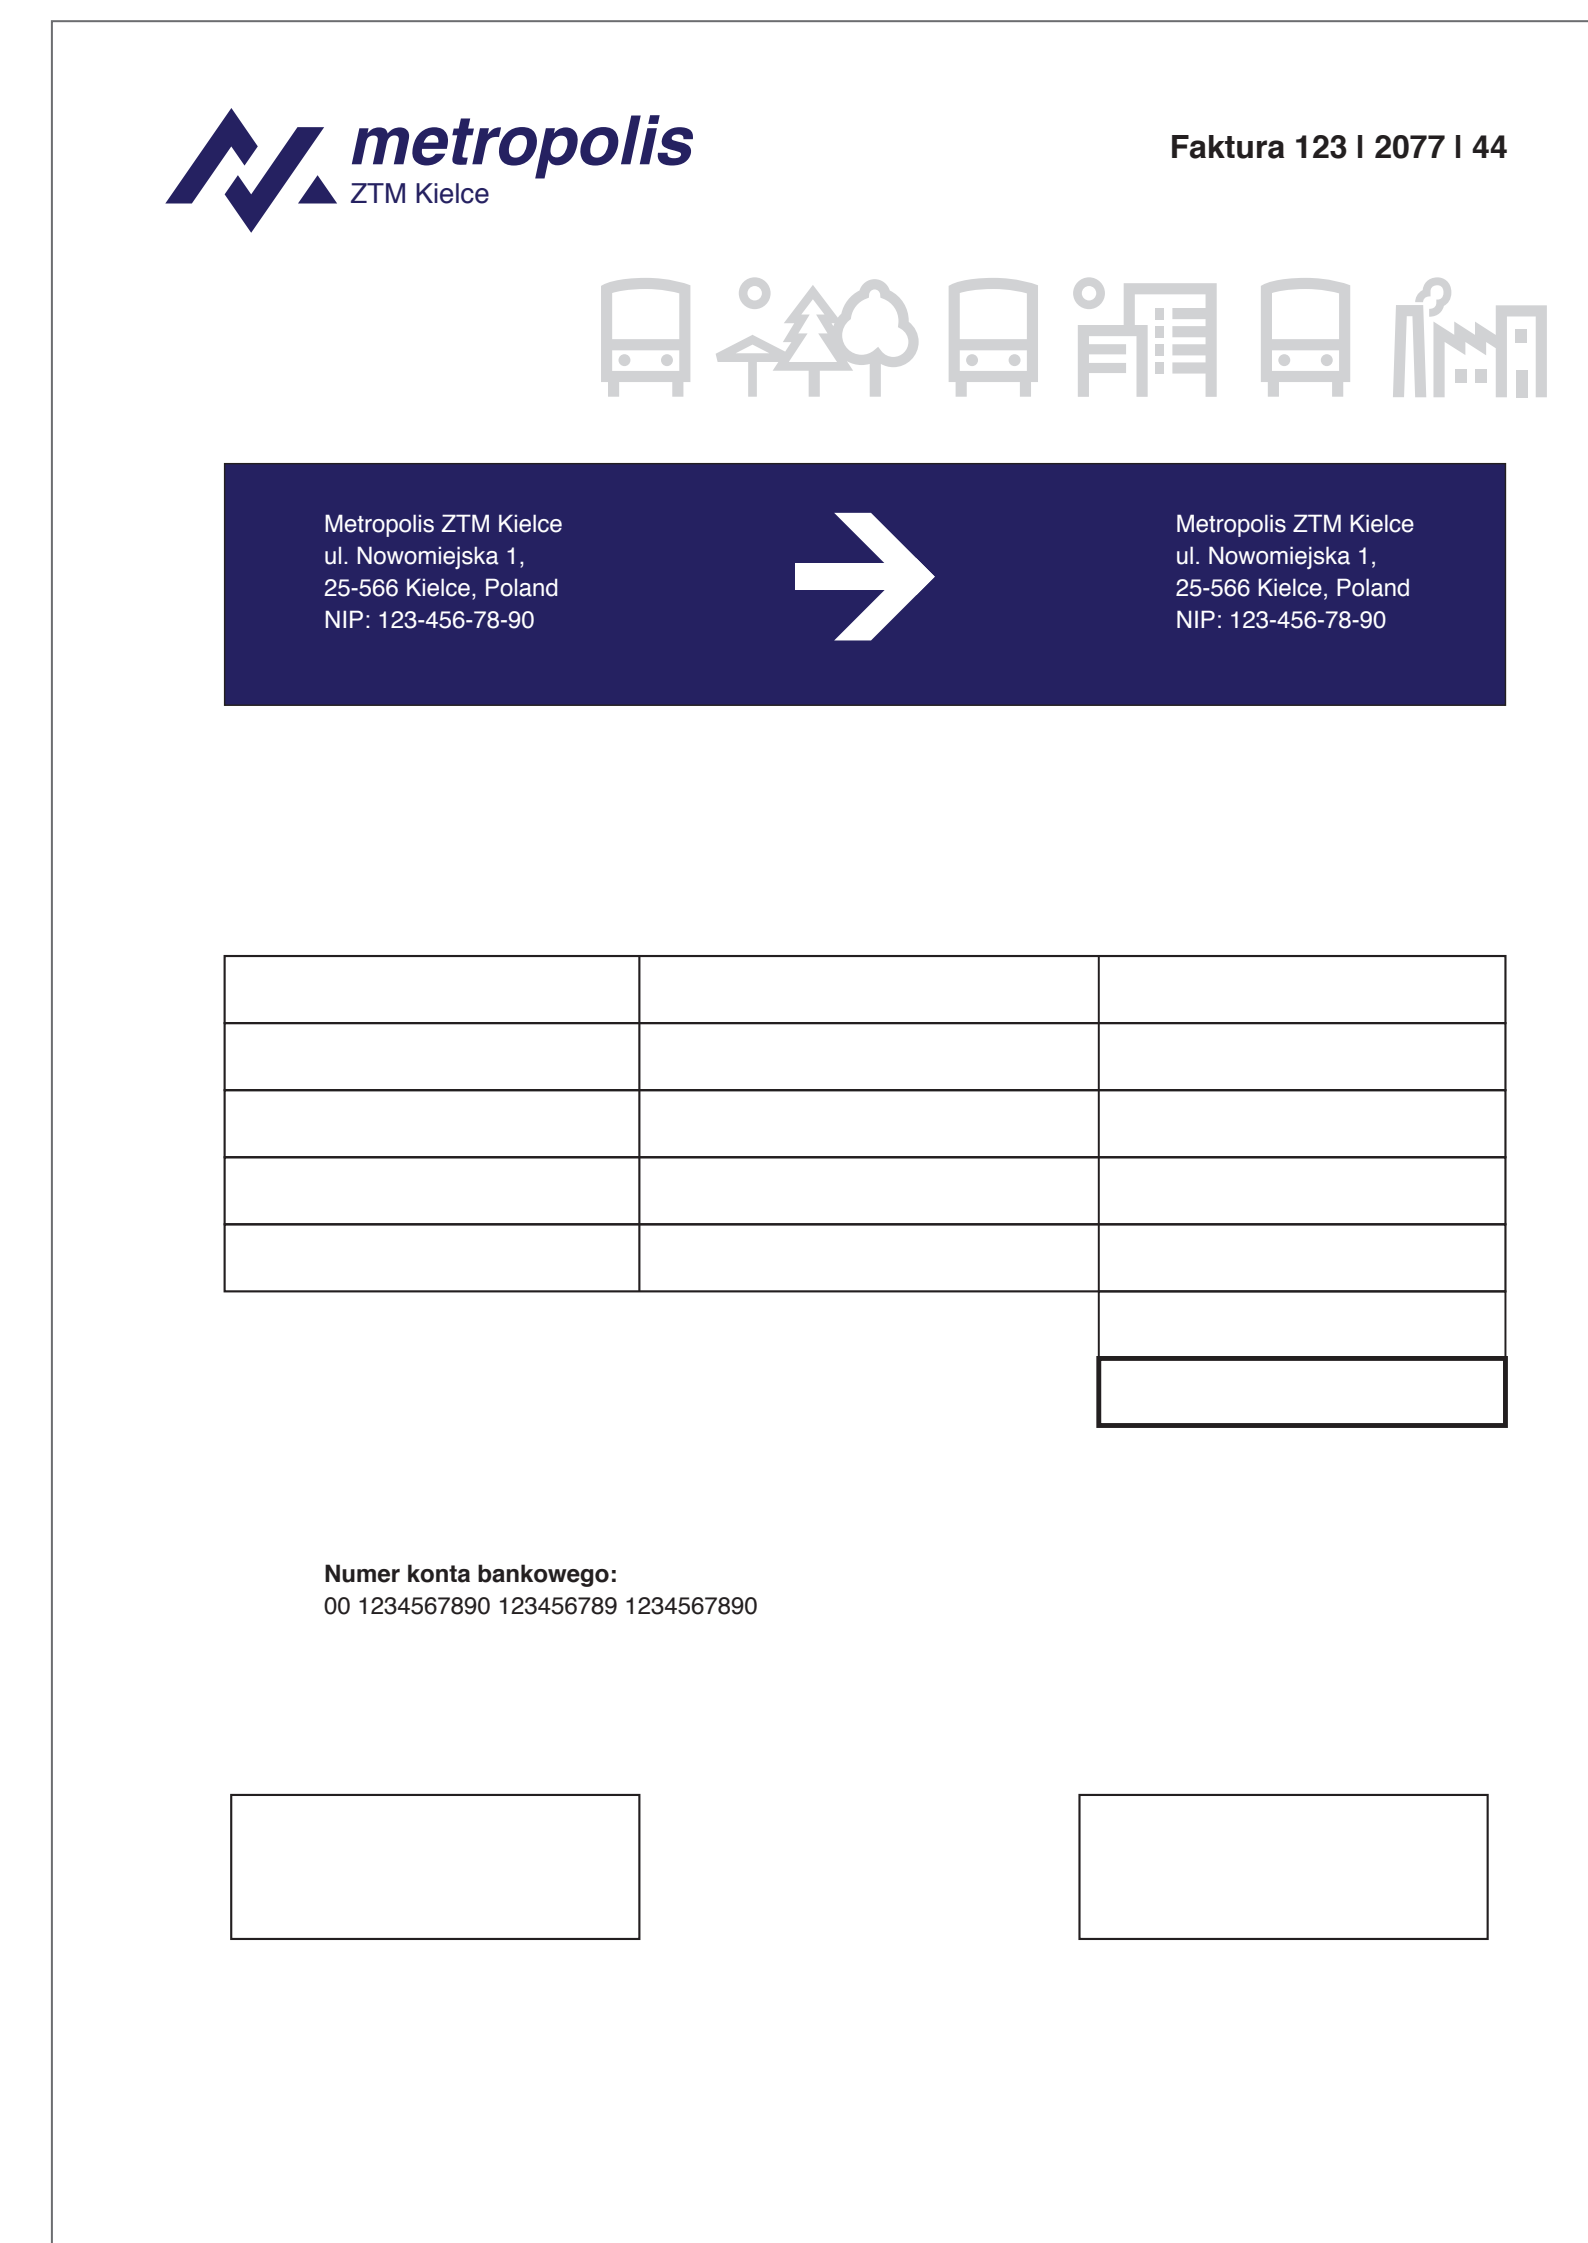 metropolis
ZTM Kielce
Faktura 123 | 2077 | 44
Metropolis ZTM Kielce
ul. Nowomiejska 1,
25-566 Kielce, Poland
NIP: 123-456-78-90
Metropolis ZTM Kielce
ul. Nowomiejska 1,
25-566 Kielce, Poland
NIP: 123-456-78-90
Numer konta bankowego:
00 1234567890 123456789 1234567890